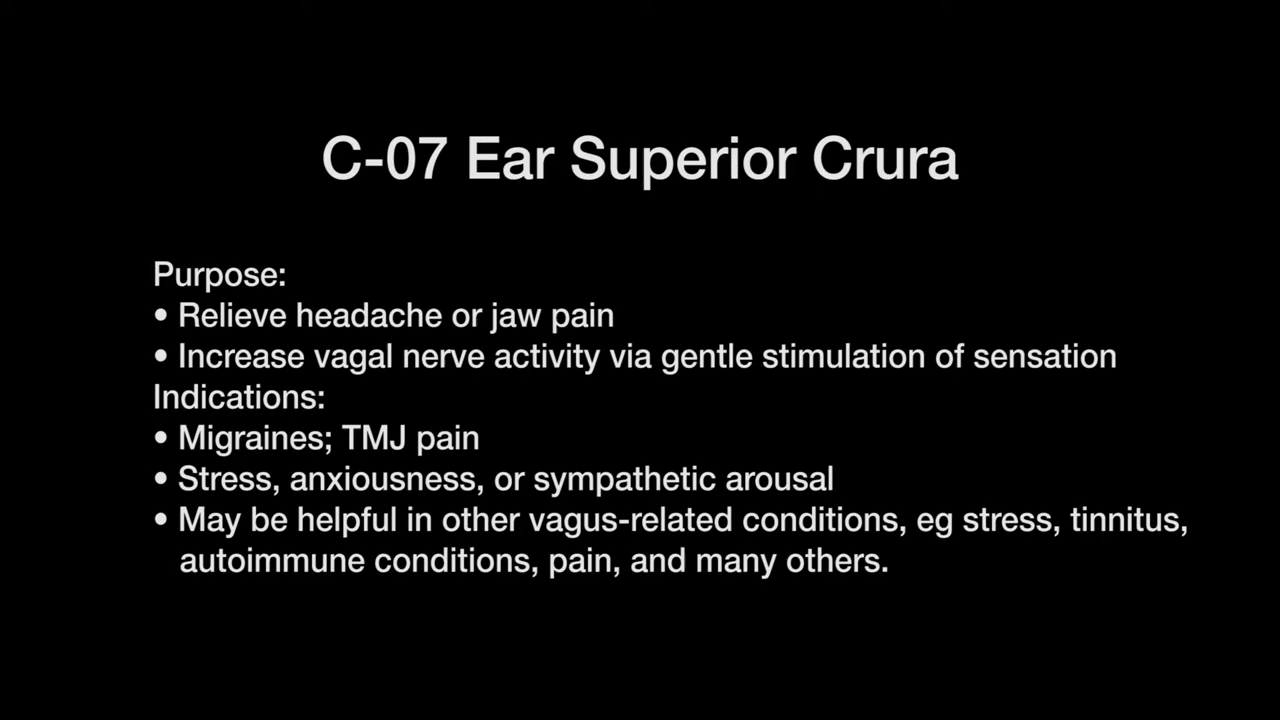 C-07 Ear Superior Crura
Purpose:
• Relieve headache or jaw pain
• Increase vagal nerve activity via gentle stimulation of sensation
Indications:
• Migraines; TMJ pain
• Stress, anxiousness, or sympathetic arousal
• May be helpful in other vagus-related conditions, eg stress, tinnitus,
autoimmune conditions, pain, and many others.